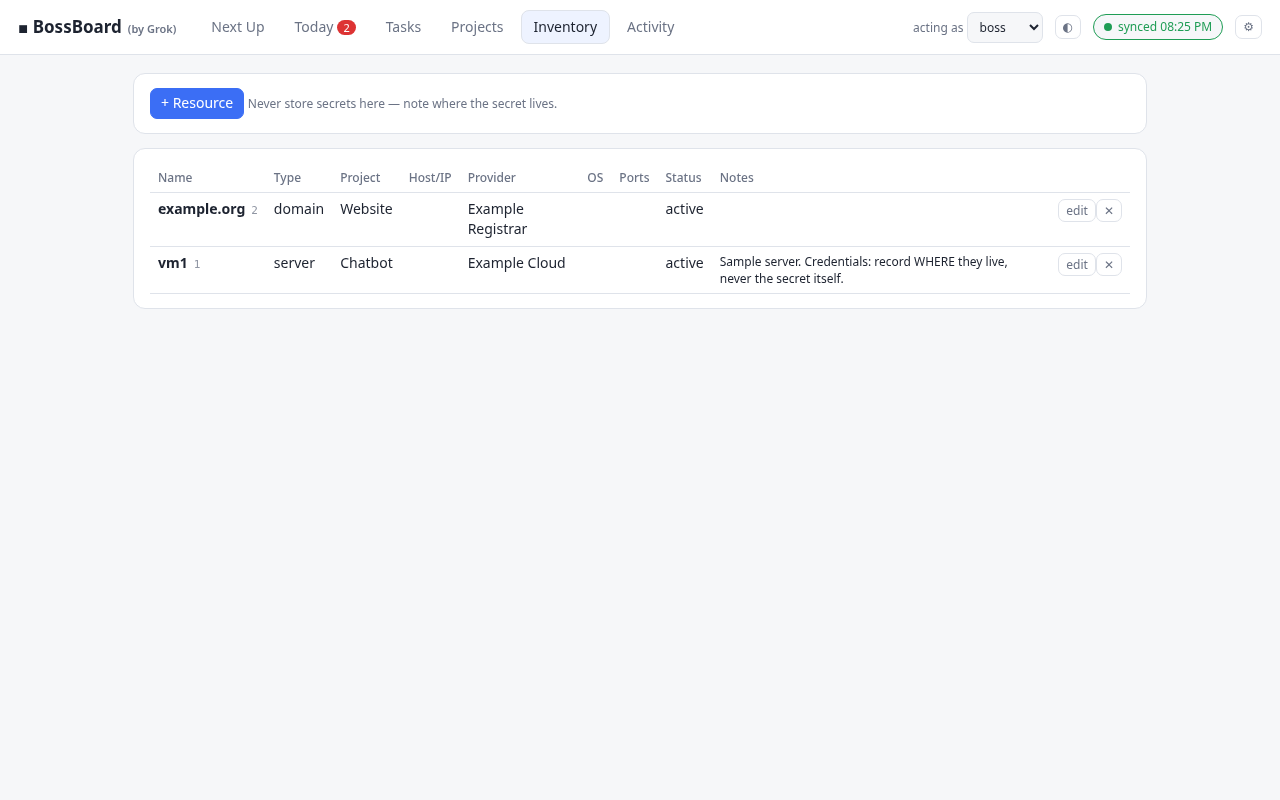 BossBoard (by Grok) Next Up Today 2 Tasks Projects Inventory Activity acting as boss synced 08:25 PM
+ Resource Never store secrets here — note where the secret lives.
Name Type Project Host/IP Provider OS Ports Status Notes
example.org 2 domain Website Example Registrar active edit ✕
vm1 1 server Chatbot Example Cloud active Sample server. Credentials: record WHERE they live, edit ✕
never the secret itself.